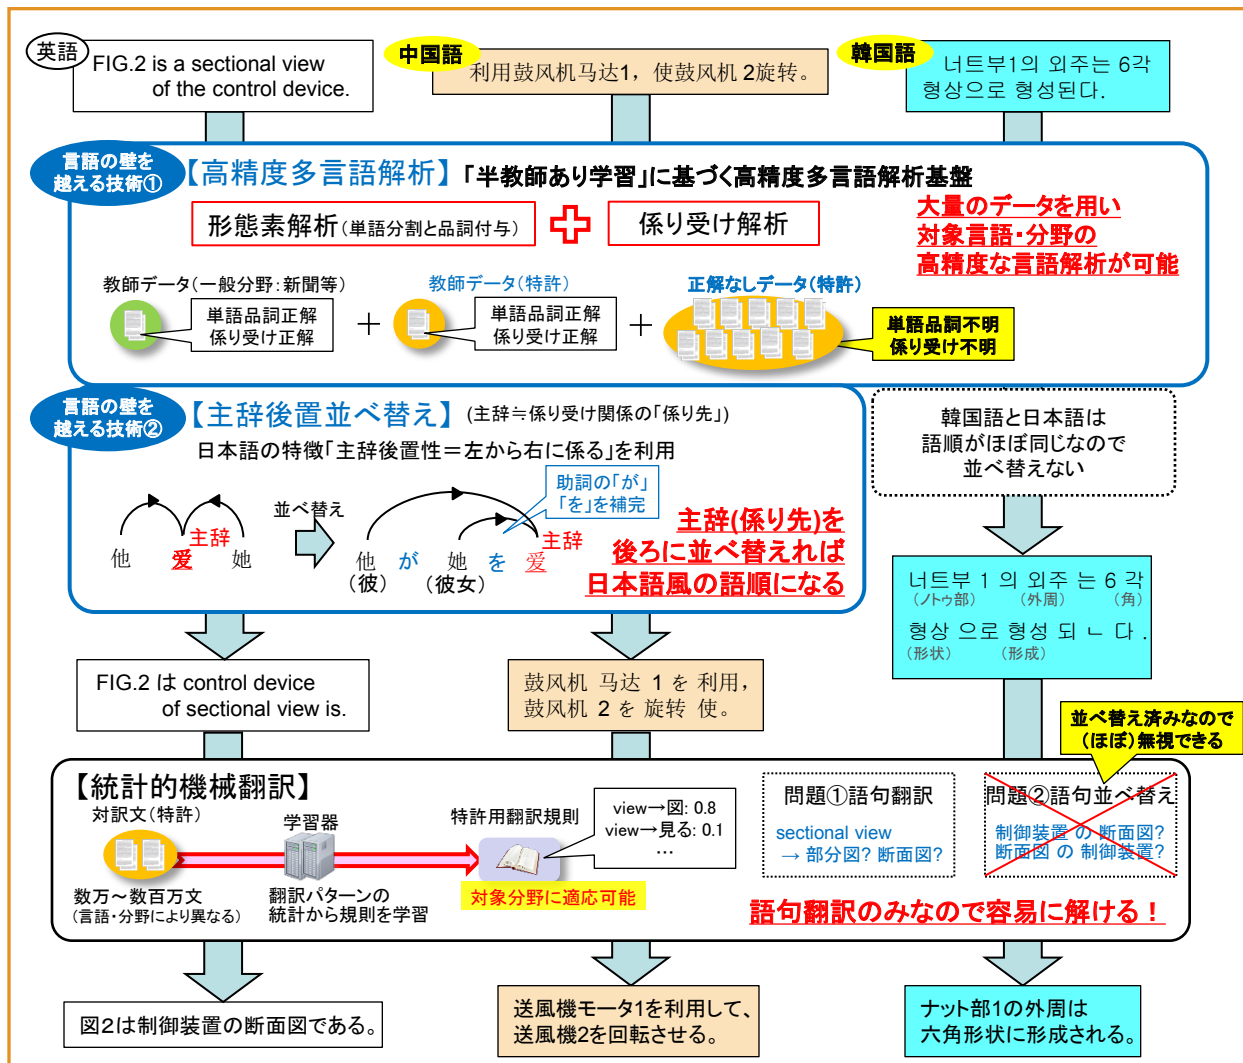 英語
FIG.2 is a sectional view
of the control device.
中国語
利用鼓风机马达1，使鼓风机 2旋转。
韓国語
너트부1의 외주는 6각
형상으로 형성된다.
言語の壁を
越える技術①
【高精度多言語解析】「半教師あり学習」に基づく高精度多言語解析基盤
形態素解析(単語分割と品詞付与)
係り受け解析
大量のデータを用い
対象言語・分野の
高精度な言語解析が可能
教師データ(一般分野:新聞等)
単語品詞正解
係り受け正解
+
教師データ(特許)
単語品詞正解
係り受け正解
+
正解なしデータ(特許)
単語品詞不明
係り受け不明
言語の壁を
越える技術②
【主辞後置並べ替え】 (主辞≒係り受け関係の「係り先」)
日本語の特徴「主辞後置性＝左から右に係る」を利用
主辞
他 爱 她
並べ替え
助詞の「が」
「を」を補完
主辞
他 が 她 を 爱
(彼) (彼女)
主辞(係り先)を
後ろに並べ替えれば
日本語風の語順になる
韓国語と日本語は
語順がほぼ同じなので
並べ替えない
너트부 1 의 외주 는 6 각
(ノトゥ部) (外周) (角)
형상 으로 형성 되 ㄴ 다 .
(形状) (形成)
FIG.2 は control device
of sectional view is.
鼓风机 马达 1 を 利用，
鼓风机 2 を 旋转 使。
並べ替え済みなので
(ほぼ)無視できる
【統計的機械翻訳】
対訳文(特許)
数万～数百万文
(言語・分野により異なる)
学習器
翻訳パターンの
統計から規則を学習
特許用翻訳規則
対象分野に適応可能
view→図: 0.8
view→見る: 0.1
…
問題①語句翻訳
sectional view
→ 部分図? 断面図?
問題②語句並べ替え
制御装置 の 断面図?
断面図 の 制御装置?
語句翻訳のみなので容易に解ける！
図2は制御装置の断面図である。
送風機モータ1を利用して、
送風機2を回転させる。
ナット部1の外周は
六角形状に形成される。